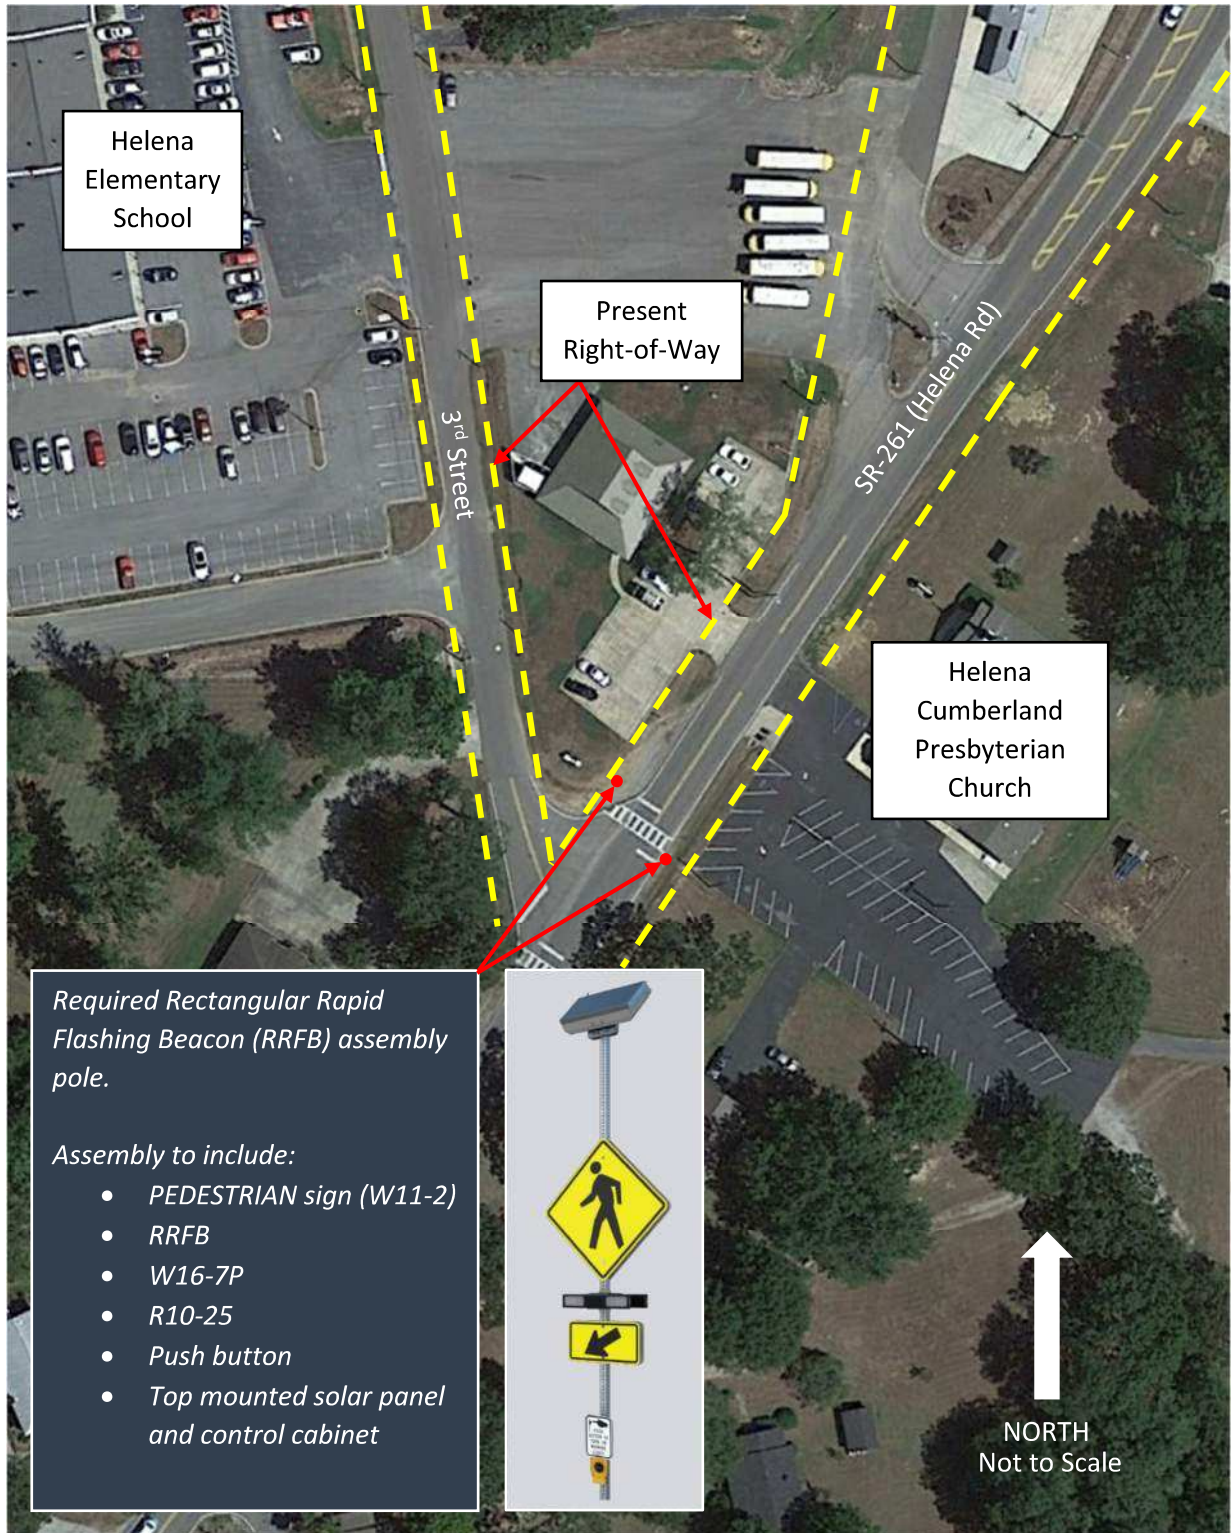 Helena
Elementary
School
Present
Right-of-Way
3rd Street
SR-261 (Helena Rd)
Helena
Cumberland
Presbyterian
Church
Required Rectangular Rapid
Flashing Beacon (RRFB) assembly
pole.
Assembly to include:
• PEDESTRIAN sign (W11-2)
• RRFB
• W16-7P
• R10-25
• Push button
• Top mounted solar panel
and control cabinet
NORTH
Not to Scale